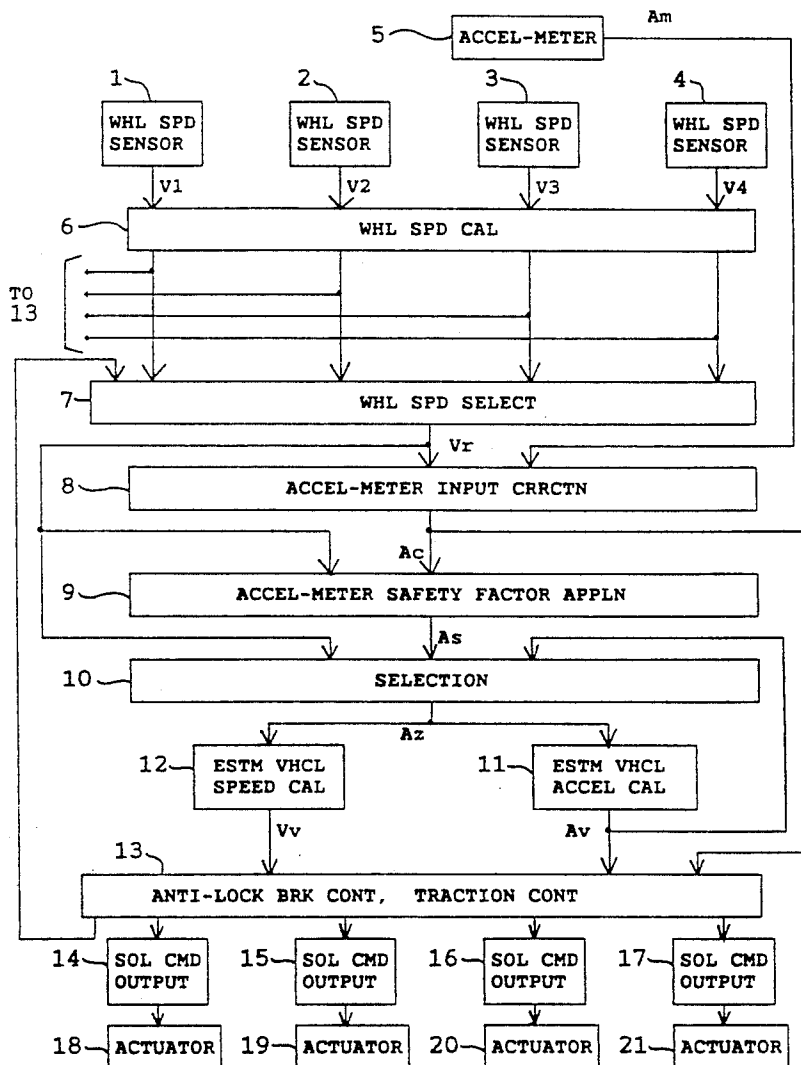 Am
5 ACCEL-METER
1 2 3 4
WHL SPD WHL SPD WHL SPD WHL SPD
SENSOR SENSOR SENSOR SENSOR
V1 V2 V3 V4
6 WHL SPD CAL
TO
13
7 WHL SPD SELECT
Vr
8 ACCEL-METER INPUT CRRCTN
Ac
9 ACCEL-METER SAFETY FACTOR APPLN
As
10 SELECTION
Az
12 ESTM VHCL 11 ESTM VHCL
SPEED CAL ACCEL CAL
Vv Av
13
ANTI-LOCK BRK CONT, TRACTION CONT
14 SOL CMD 15 SOL CMD 16 SOL CMD 17 SOL CMD
OUTPUT OUTPUT OUTPUT OUTPUT
18 ACTUATOR 19 ACTUATOR 20 ACTUATOR 21 ACTUATOR